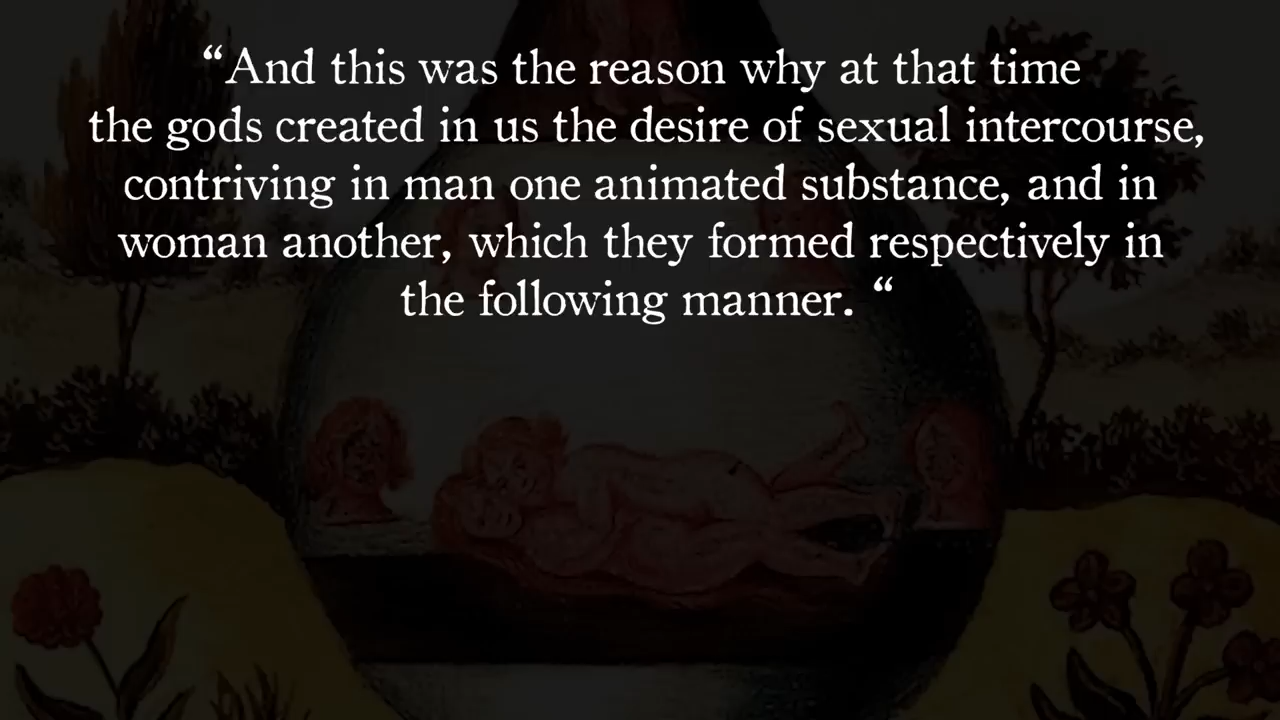 “And this was the reason why at that time
the gods created in us the desire of sexual intercourse,
contriving in man one animated substance, and in
woman another, which they formed respectively in
the following manner. “